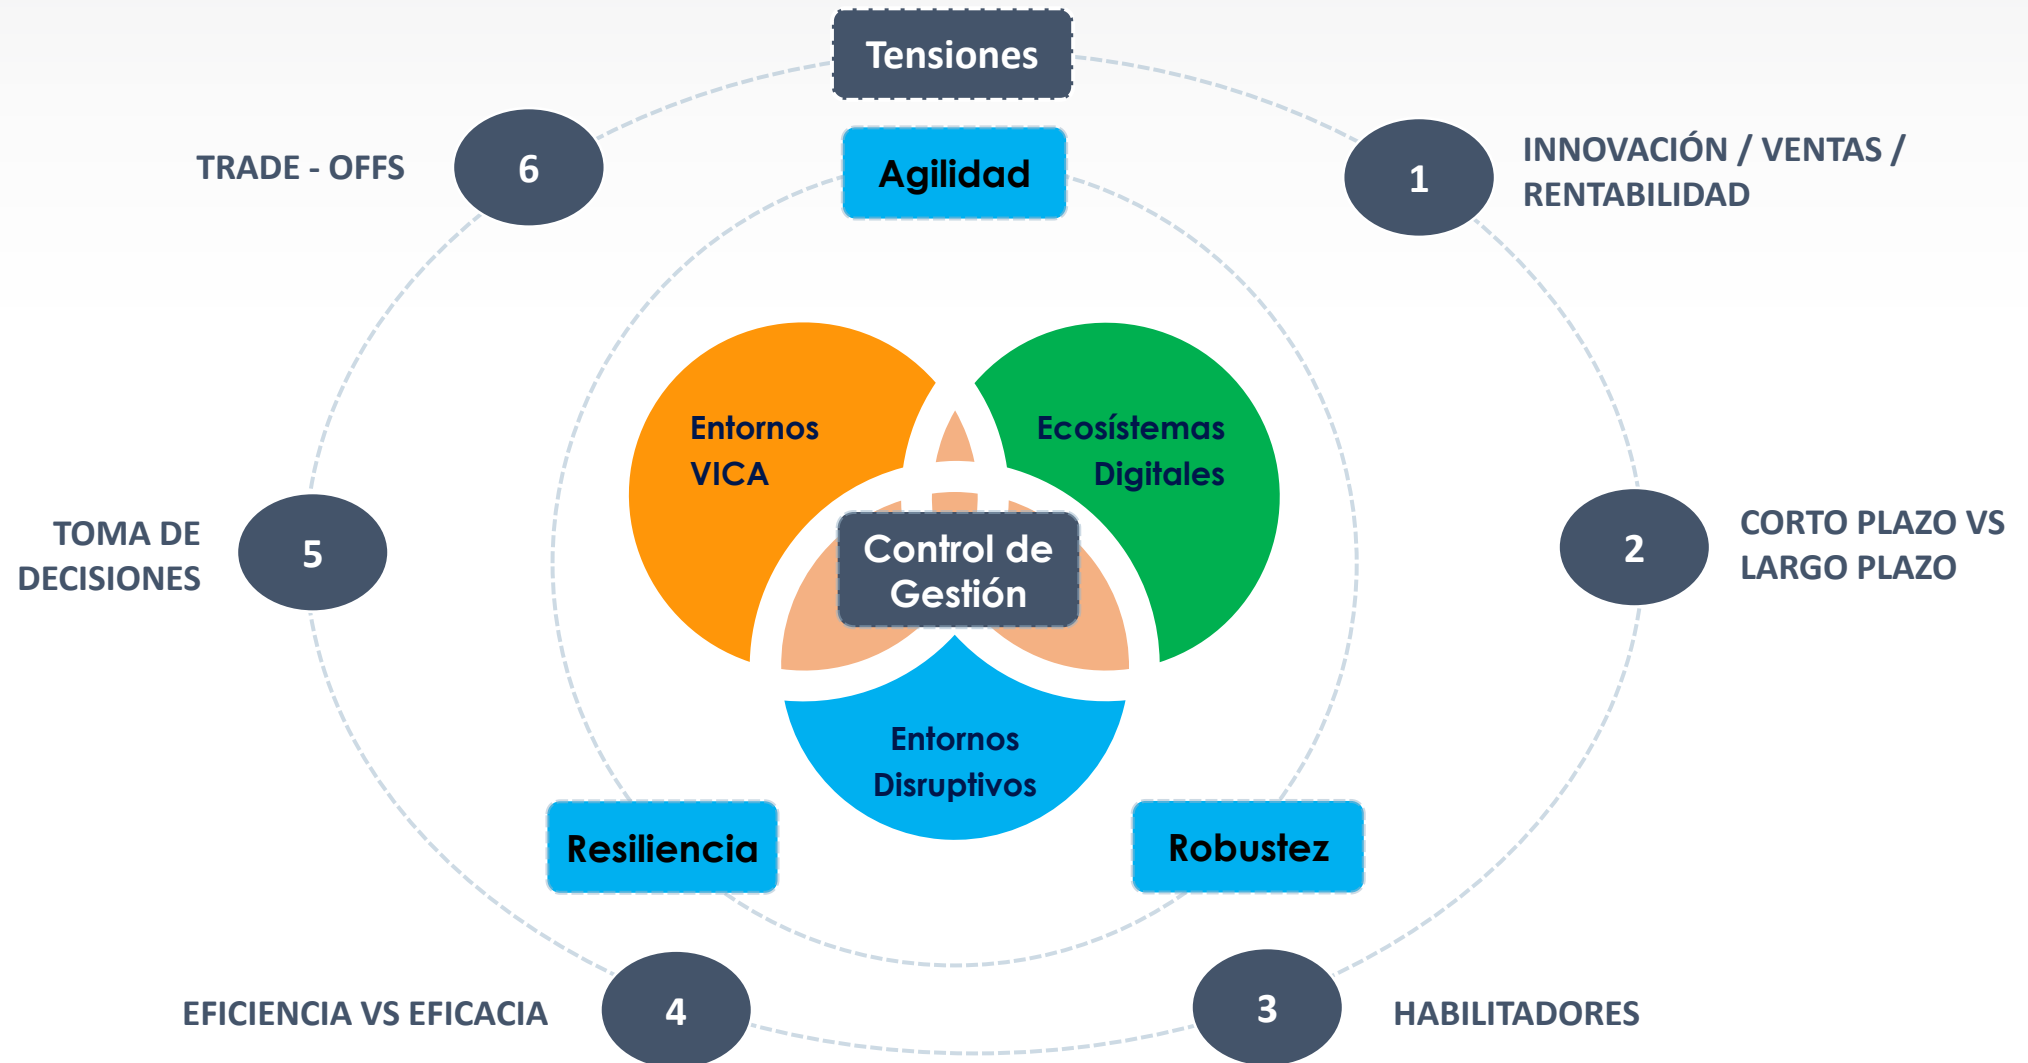 Tensiones
Agilidad
1
INNOVACIÓN / VENTAS /
RENTABILIDAD
2
CORTO PLAZO VS
LARGO PLAZO
3
HABILITADORES
4
EFICIENCIA VS EFICACIA
5
TOMA DE
DECISIONES
6
TRADE - OFFS
Entornos
VICA
Ecosístemas
Digitales
Control de
Gestión
Entornos
Disruptivos
Resiliencia
Robustez